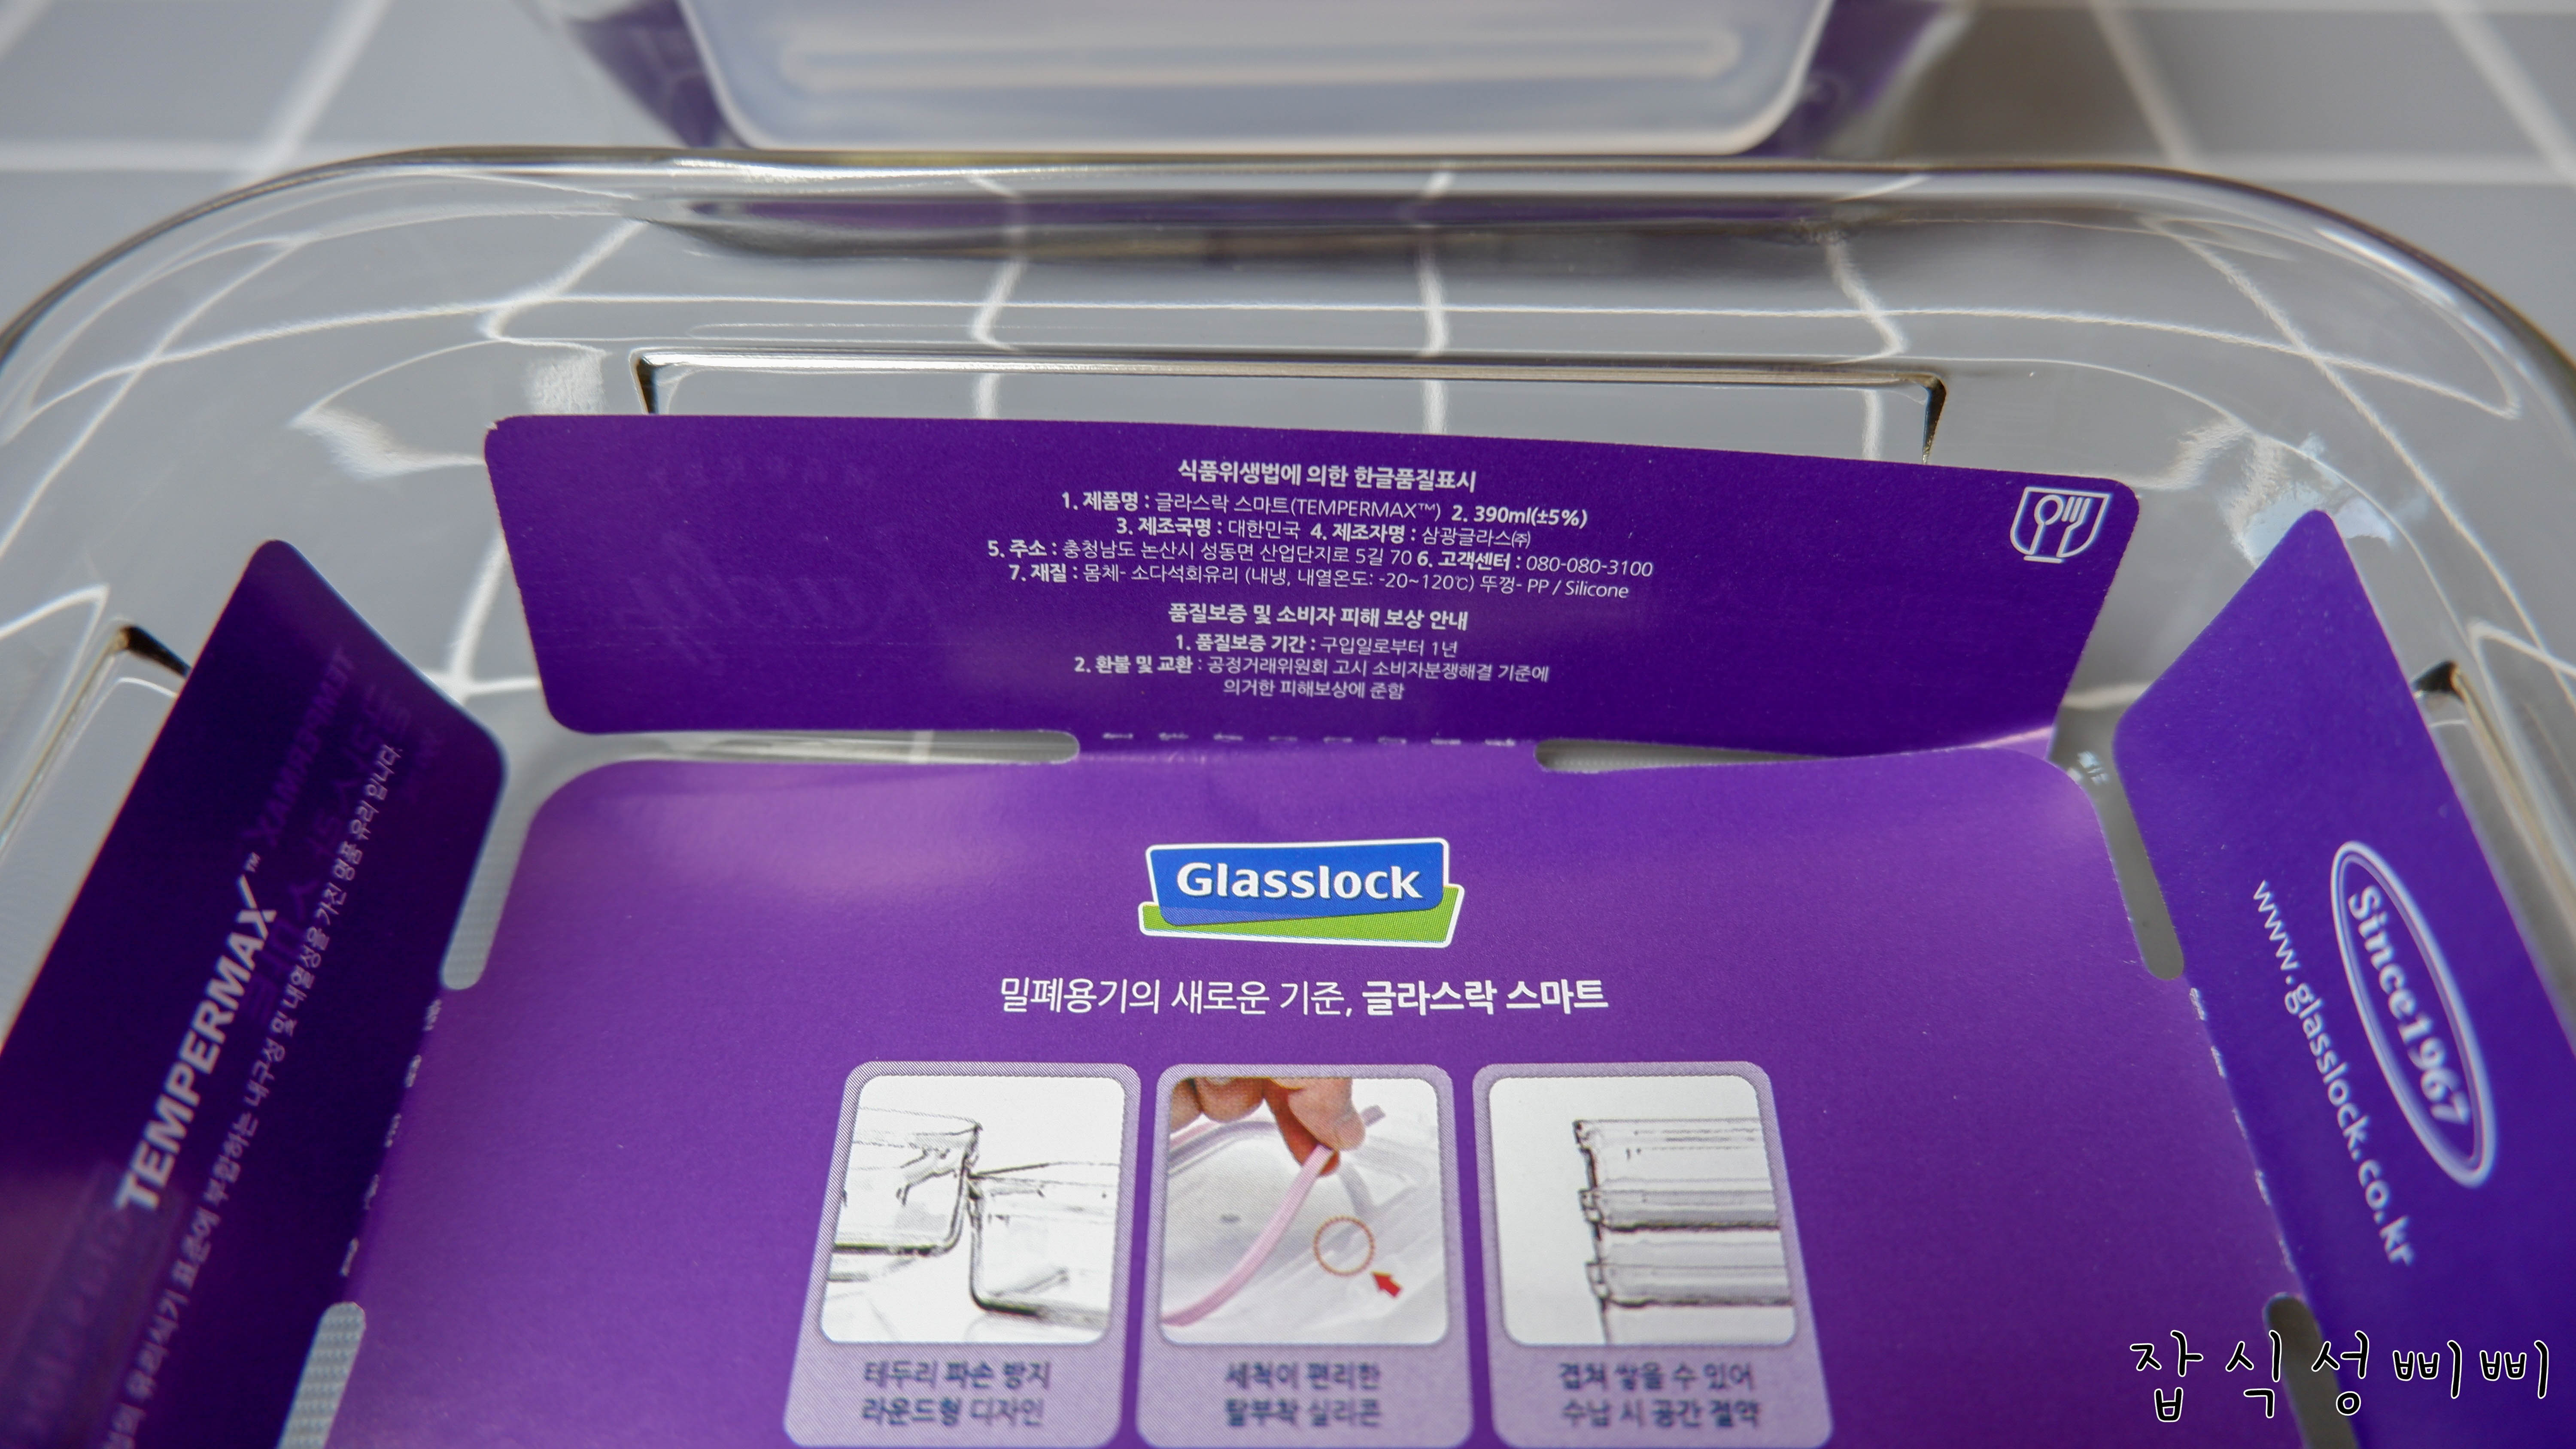 식품위생법에 의한 한글품질표시
1. 제품명 : 글라스락 스마트(TEMPERMAX™) 2. 390ml(±5%)
3. 제조국명 : 대한민국 4. 제조자명 : 삼광글라스㈜
5. 주소 : 충청남도 논산시 성동면 산업단지로 5길 70 6. 고객센터 : 080-080-3100
7. 재질 : 몸체- 소다석회유리 (내냉, 내열온도: -20~120℃) 뚜껑- PP / Silicone
품질보증 및 소비자 피해 보상 안내
1. 품질보증 기간 : 구입일로부터 1년
2. 환불 및 교환 : 공정거래위원회 고시 소비자분쟁해결 기준에
의거한 피해보상에 준함
TEMPERMAX™
유리식기 표준에 부합하는 내구성 및 내열성을 가진 명품 유리 입니다.
Glasslock
밀폐용기의 새로운 기준, 글라스락 스마트
테두리 파손 방지
라운드형 디자인
세척이 편리한
탈부착 실리콘
겹쳐 쌓을 수 있어
수납 시 공간 절약
Since1967
www.glasslock.co.kr
잡식성삐삐